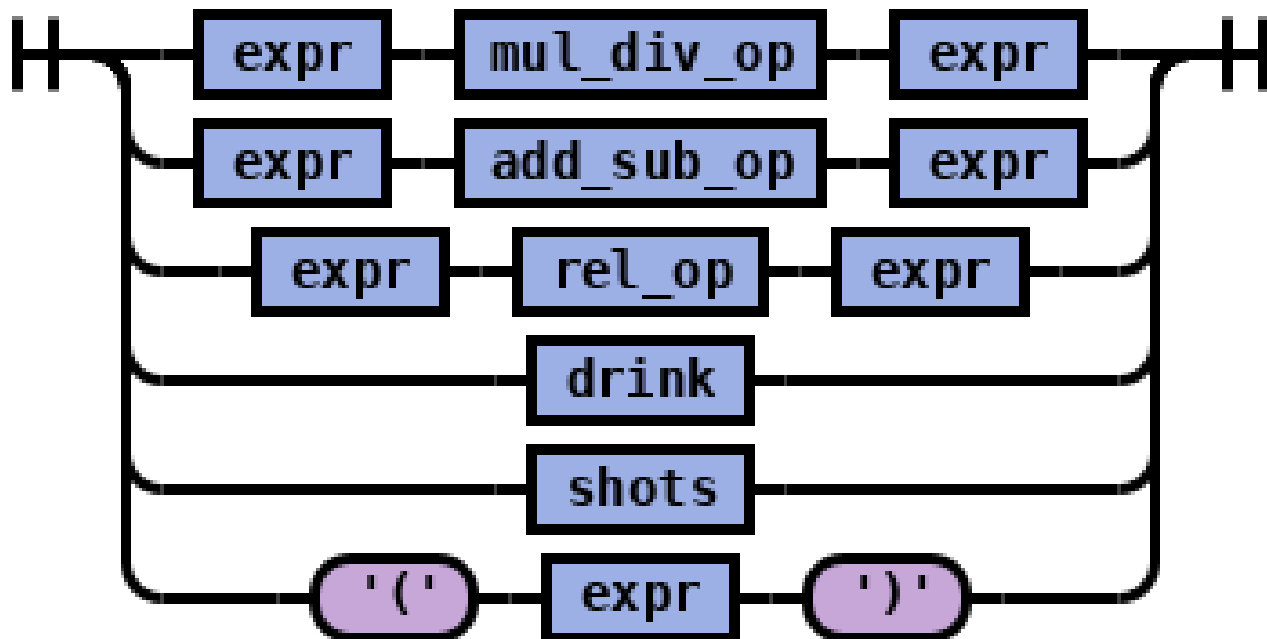 expr mul_div_op expr
expr add_sub_op expr
expr rel_op expr
drink
shots
'(' expr ')'